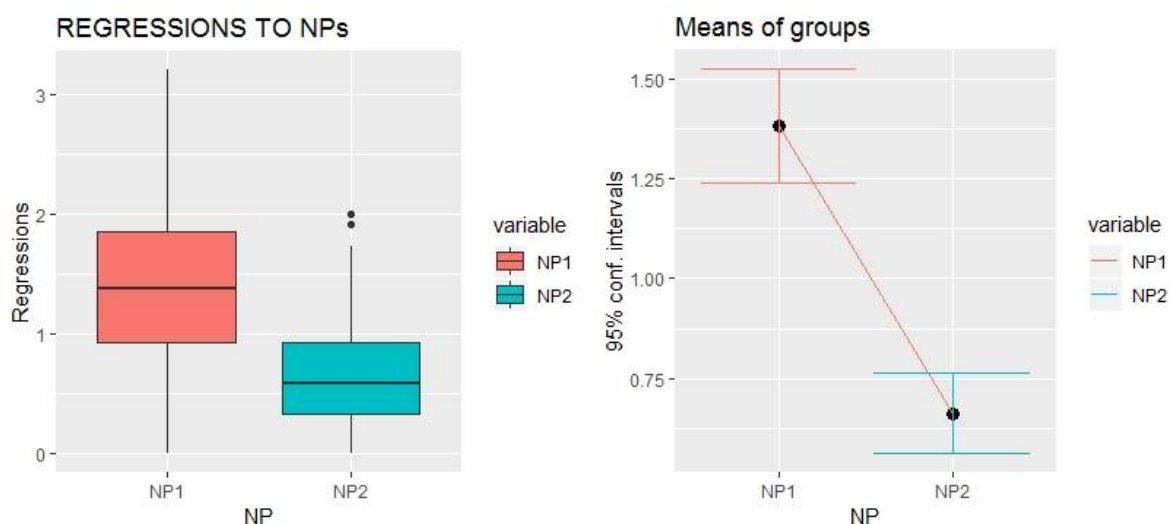 REGRESSIONS TO NPs
Regressions
3
2
1
0
NP1
NP2
NP
variable
NP1
NP2
Means of groups
95% conf. intervals
1.50
1.25
1.00
0.75
NP1
NP2
NP
variable
NP1
NP2